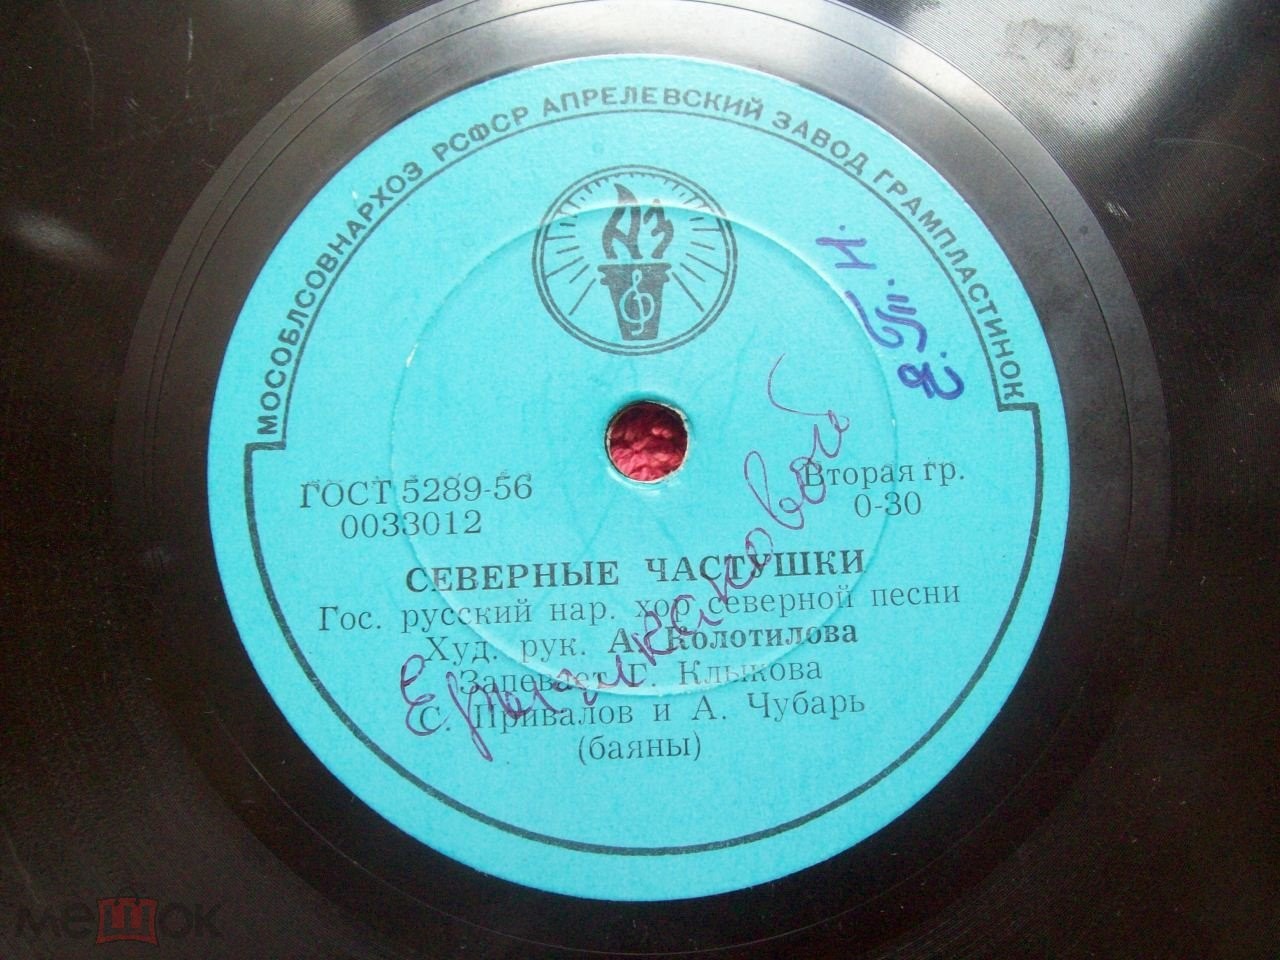 МОСОБЛСОВНАРХОЗ РСФСР АПРЕЛЕВСКИЙ ЗАВОД ГРАМПЛАСТИНОК
АЗ
ГОСТ 5289-56
0033012
Вторая гр.
0-30
СЕВЕРНЫЕ ЧАСТУШКИ
Гос. русский нар. хор северной песни
Худ. рук. А. Колотилова
Запевает Г. Клыкова
С. Привалов и А. Чубарь
(баяны)
мешок